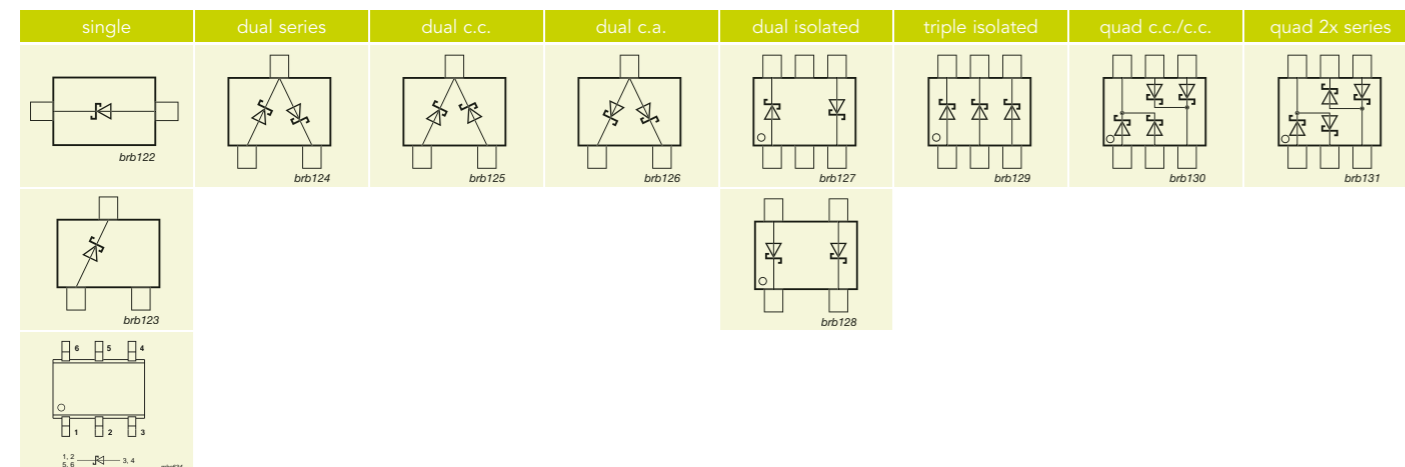 single dual series dual c.c. dual c.a. dual isolated triple isolated quad c.c./c.c. quad 2x series
brb122 brb124 brb125 brb126 brb127 brb129 brb130 brb131
brb123 brb128
6 5 4
1 2 3
1, 2
3, 4
5, 6